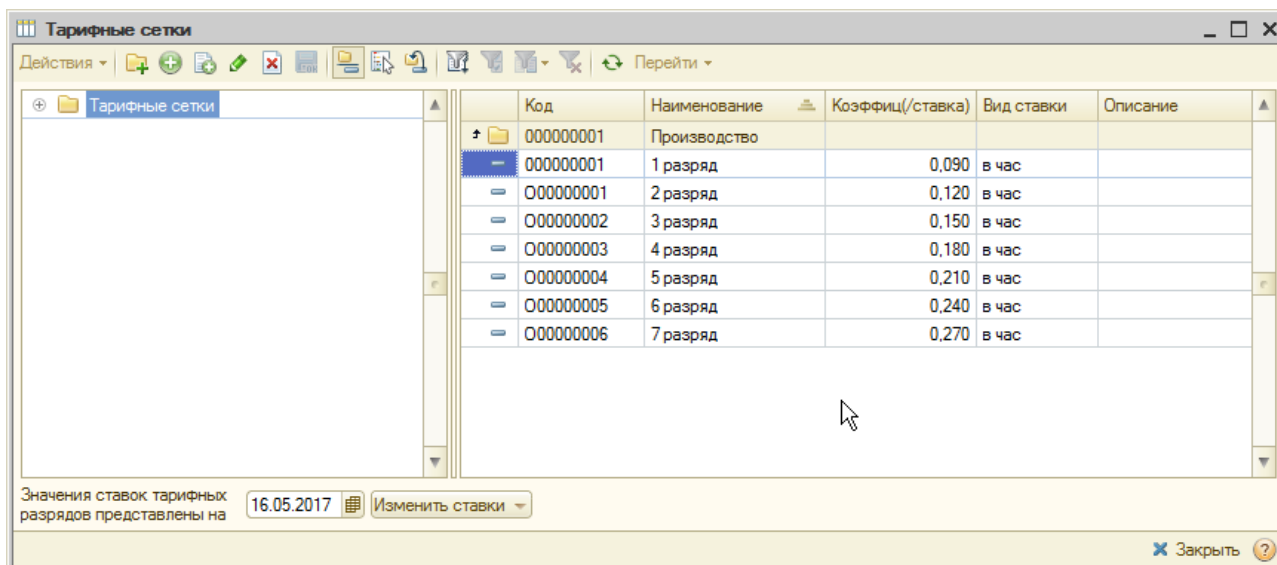 Тарифные сетки
Действия Перейти
Тарифные сетки
Код Наименование Коэффиц(/ставка) Вид ставки Описание
000000001 Производство
000000001 1 разряд 0,090 в час
О00000001 2 разряд 0,120 в час
О00000002 3 разряд 0,150 в час
О00000003 4 разряд 0,180 в час
О00000004 5 разряд 0,210 в час
О00000005 6 разряд 0,240 в час
О00000006 7 разряд 0,270 в час
Значения ставок тарифных
разрядов представлены на 16.05.2017 Изменить ставки
Закрыть ?